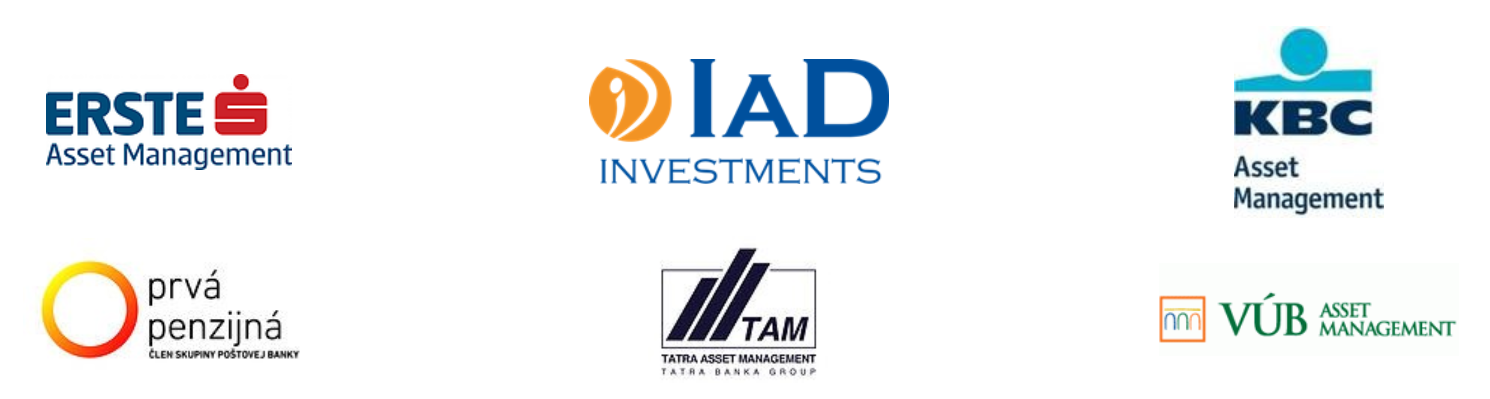 ERSTE
Asset Management
IAD
INVESTMENTS
KBC
Asset
Management
prvá
penzijná
ČLEN SKUPINY POŠTOVEJ BANKY
TAM
TATRA ASSET MANAGEMENT
TATRA BANKA GROUP
VÚB ASSET
MANAGEMENT